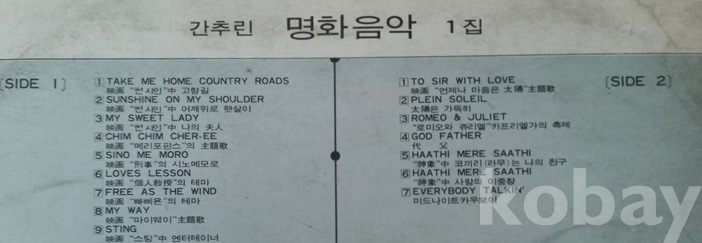 간추린 명화음악 1집
[SIDE 1]
1 TAKE ME HOME COUNTRY ROADS
映画 "썬샤인"中 고향길
2 SUNSHINE ON MY SHOULDER
映画 "썬샤인"中 어깨위로 햇살이
3 MY SWEET LADY
映画 "썬샤인"中 나의 夫人
4 CHIM CHIM CHER-EE
映画 "메리포핀스"의 主題歌
5 SINO ME MORO
映画 "刑事"의 시노메모로
6 LOVES LESSON
映画 "個人教授"의 테마
7 FREE AS THE WIND
映画 "빠삐욘"의 테마
8 MY WAY
映画 "마이웨이"主題歌
9 STING
映画 "스팅"中 엔터테이너
[SIDE 2]
1 TO SIR WITH LOVE
映画 "언제나 마음은 太陽"主題歌
2 PLEIN SOLEIL
太陽은 가득히
3 ROMEO & JULIET
"로미오와 쥬리엩"카프리엘가의 축제
4 GOD FATHER
代 父
5 HAATHI MERE SAATHI
"神象"中 코끼리(라무)는 나의 친구
6 HAATHI MERE SAATHI
"神象"中 사랑의 아중창
7 EVERYBODY TALKIN'
미드나이트카우보이
kobay